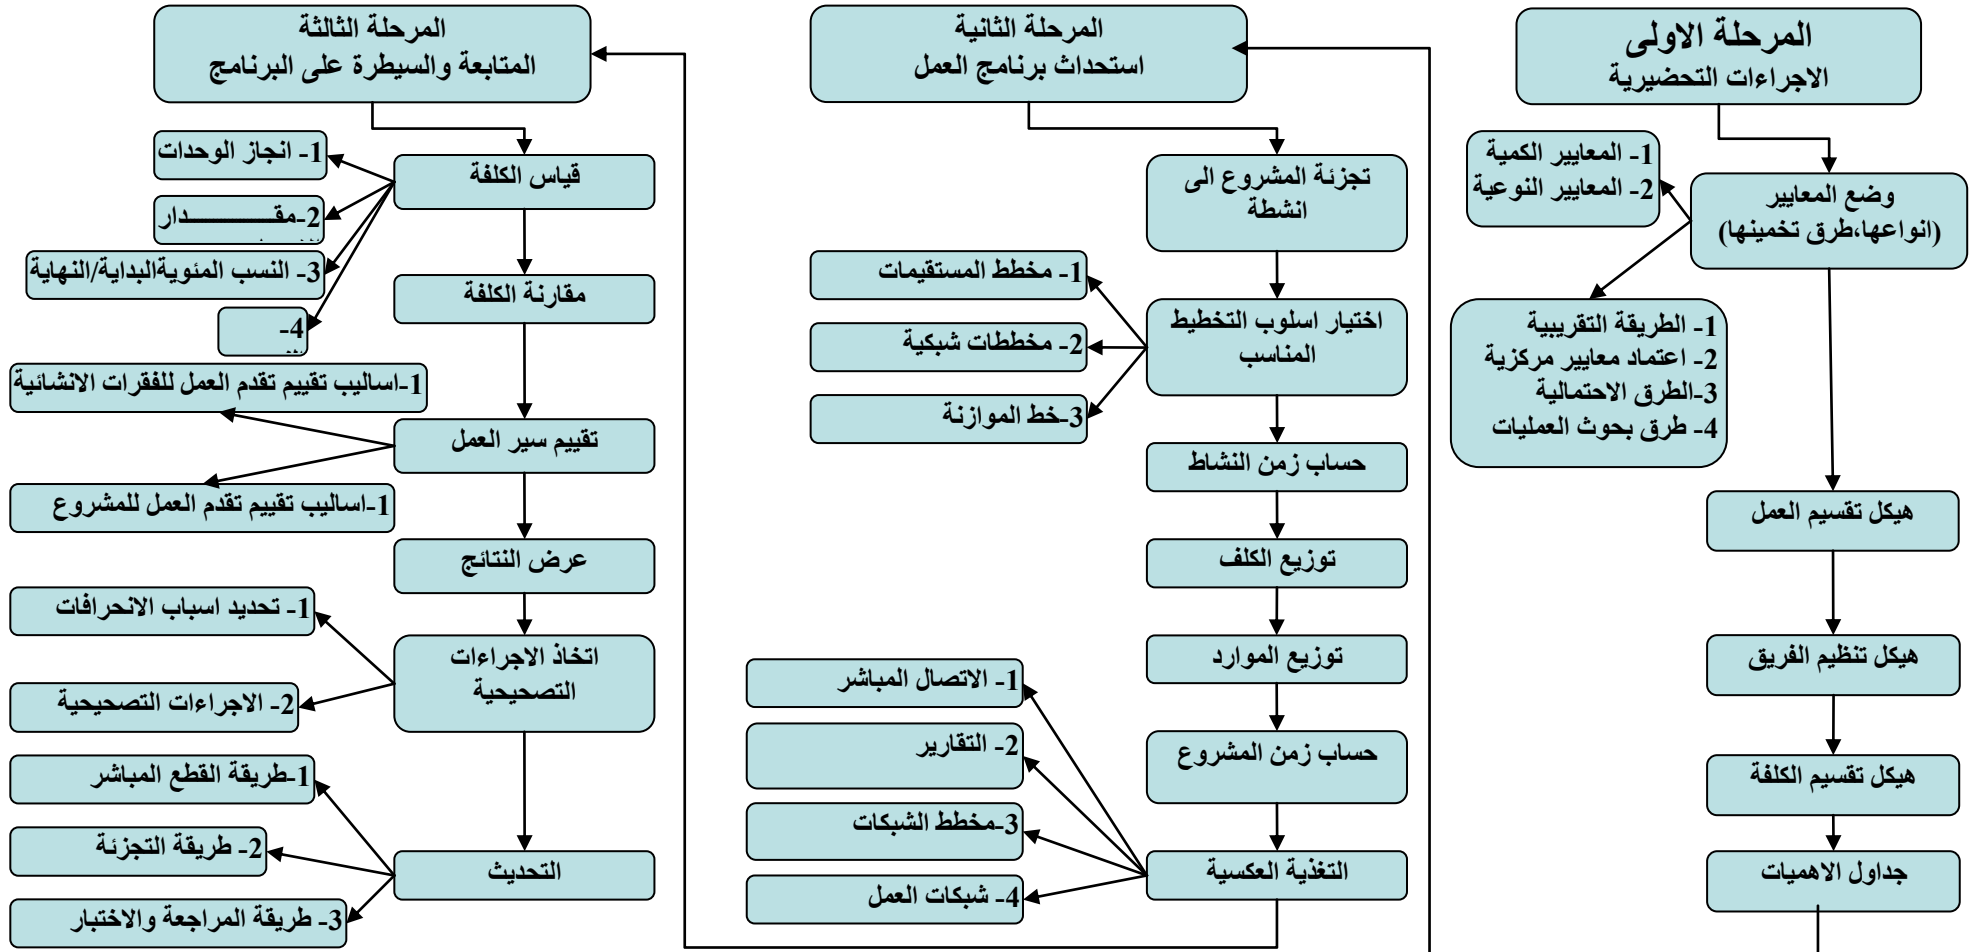 المرحلة الاولى
الاجراءات التحضيرية
1- المعايير الكمية
2- المعايير النوعية
وضع المعايير
(انواعها،طرق تخمينها)
1- الطريقة التقريبية
2- اعتماد معايير مركزية
3-الطرق الاحتمالية
4- طرق بحوث العمليات
هيكل تقسيم العمل
هيكل تنظيم الفريق
هيكل تقسيم الكلفة
جداول الاهميات
المرحلة الثانية
استحداث برنامج العمل
تجزئة المشروع الى
انشطة
اختيار اسلوب التخطيط
المناسب
1- مخطط المستقيمات
2- مخططات شبكية
3-خط الموازنة
حساب زمن النشاط
توزيع الكلف
توزيع الموارد
حساب زمن المشروع
التغذية العكسية
1- الاتصال المباشر
2- التقارير
3-مخطط الشبكات
4- شبكات العمل
المرحلة الثالثة
المتابعة والسيطرة على البرنامج
قياس الكلفة
1- انجاز الوحدات
2-مقــــــــــــدار
3- النسب المئويةالبداية/النهاية
4-
مقارنة الكلفة
1-اساليب تقييم تقدم العمل للفقرات الانشائية
تقييم سير العمل
1-اساليب تقييم تقدم العمل للمشروع
عرض النتائج
اتخاذ الاجراءات
التصحيحية
1- تحديد اسباب الانحرافات
2- الاجراءات التصحيحية
التحديث
1-طريقة القطع المباشر
2- طريقة التجزئة
3- طريقة المراجعة والاختبار